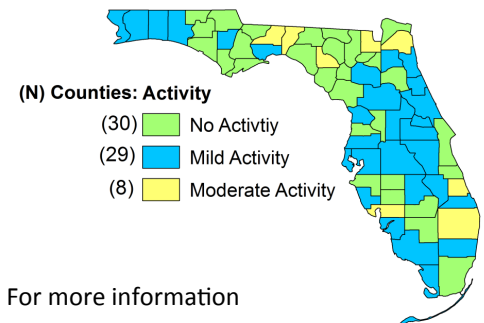 (N) Counties: Activity
(30) No Activtiy
(29) Mild Activity
(8) Moderate Activity
For more information